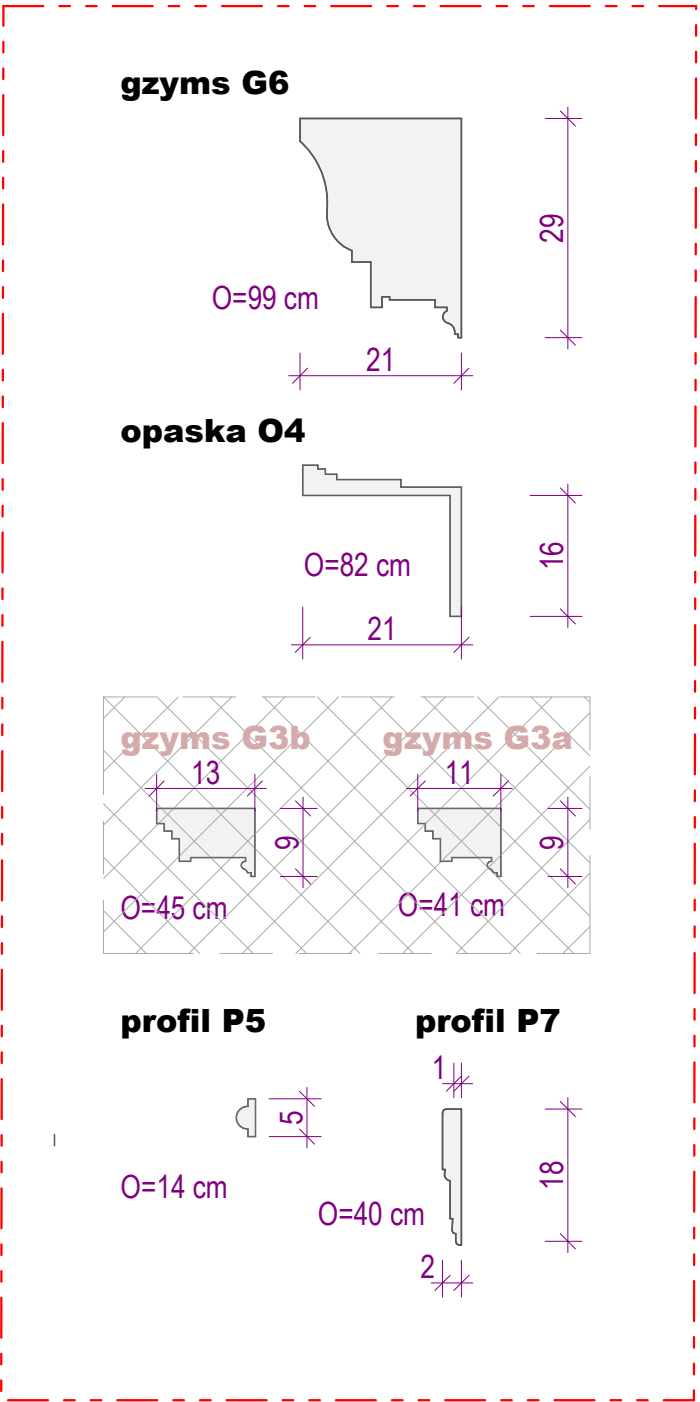 gzyms G6
29
O=99 cm
21
opaska O4
O=82 cm
16
21
gzyms G3b gzyms G3a
13 11
9 9
O=45 cm O=41 cm
profil P5 profil P7
1
5
18
O=14 cm
O=40 cm
2